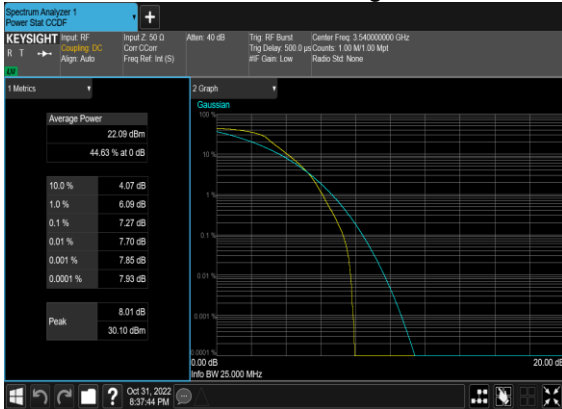 Spectrum Analyzer 1
Power Stat CCDF
+
KEYSIGHT Input: RF Input Z: 50 Ω Atten: 40 dB Trig: RF Burst Center Freq: 3.540000000 GHz
R T Coupling: DC Corr CCorr Trig Delay: 500.0 µs Counts: 1.00 M/1.00 Mpt
Align: Auto Freq Ref: Int (S) #IF Gain: Low Radio Std: None
1 Metrics
Average Power
22.09 dBm
44.63 % at 0 dB
10.0 % 4.07 dB
1.0 % 6.09 dB
0.1 % 7.27 dB
0.01 % 7.70 dB
0.001 % 7.85 dB
0.0001 % 7.93 dB
Peak 8.01 dB
30.10 dBm
2 Graph
Gaussian
100 %
10 %
1 %
0.1 %
0.01 %
0.001 %
0.0001 %
0.00 dB 20.00 dB
Info BW 25.000 MHz
? Oct 31, 2022
8:37:44 PM